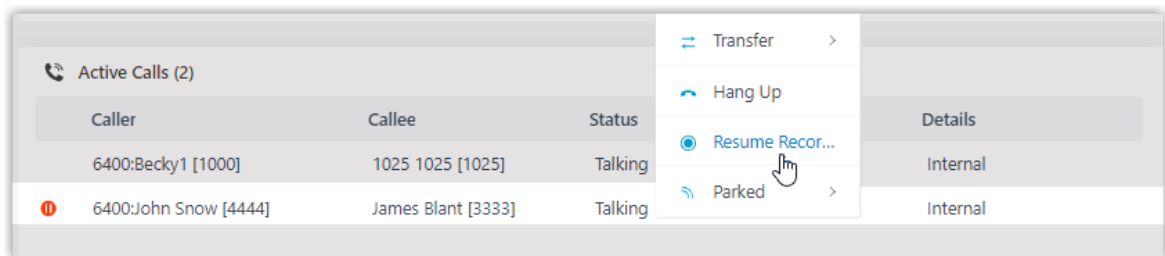 Transfer
Active Calls (2)
Hang Up
Caller Callee Status Details
Resume Recor...
6400:Becky1 [1000] 1025 1025 [1025] Talking Internal
Parked
6400:John Snow [4444] James Blant [3333] Talking Internal